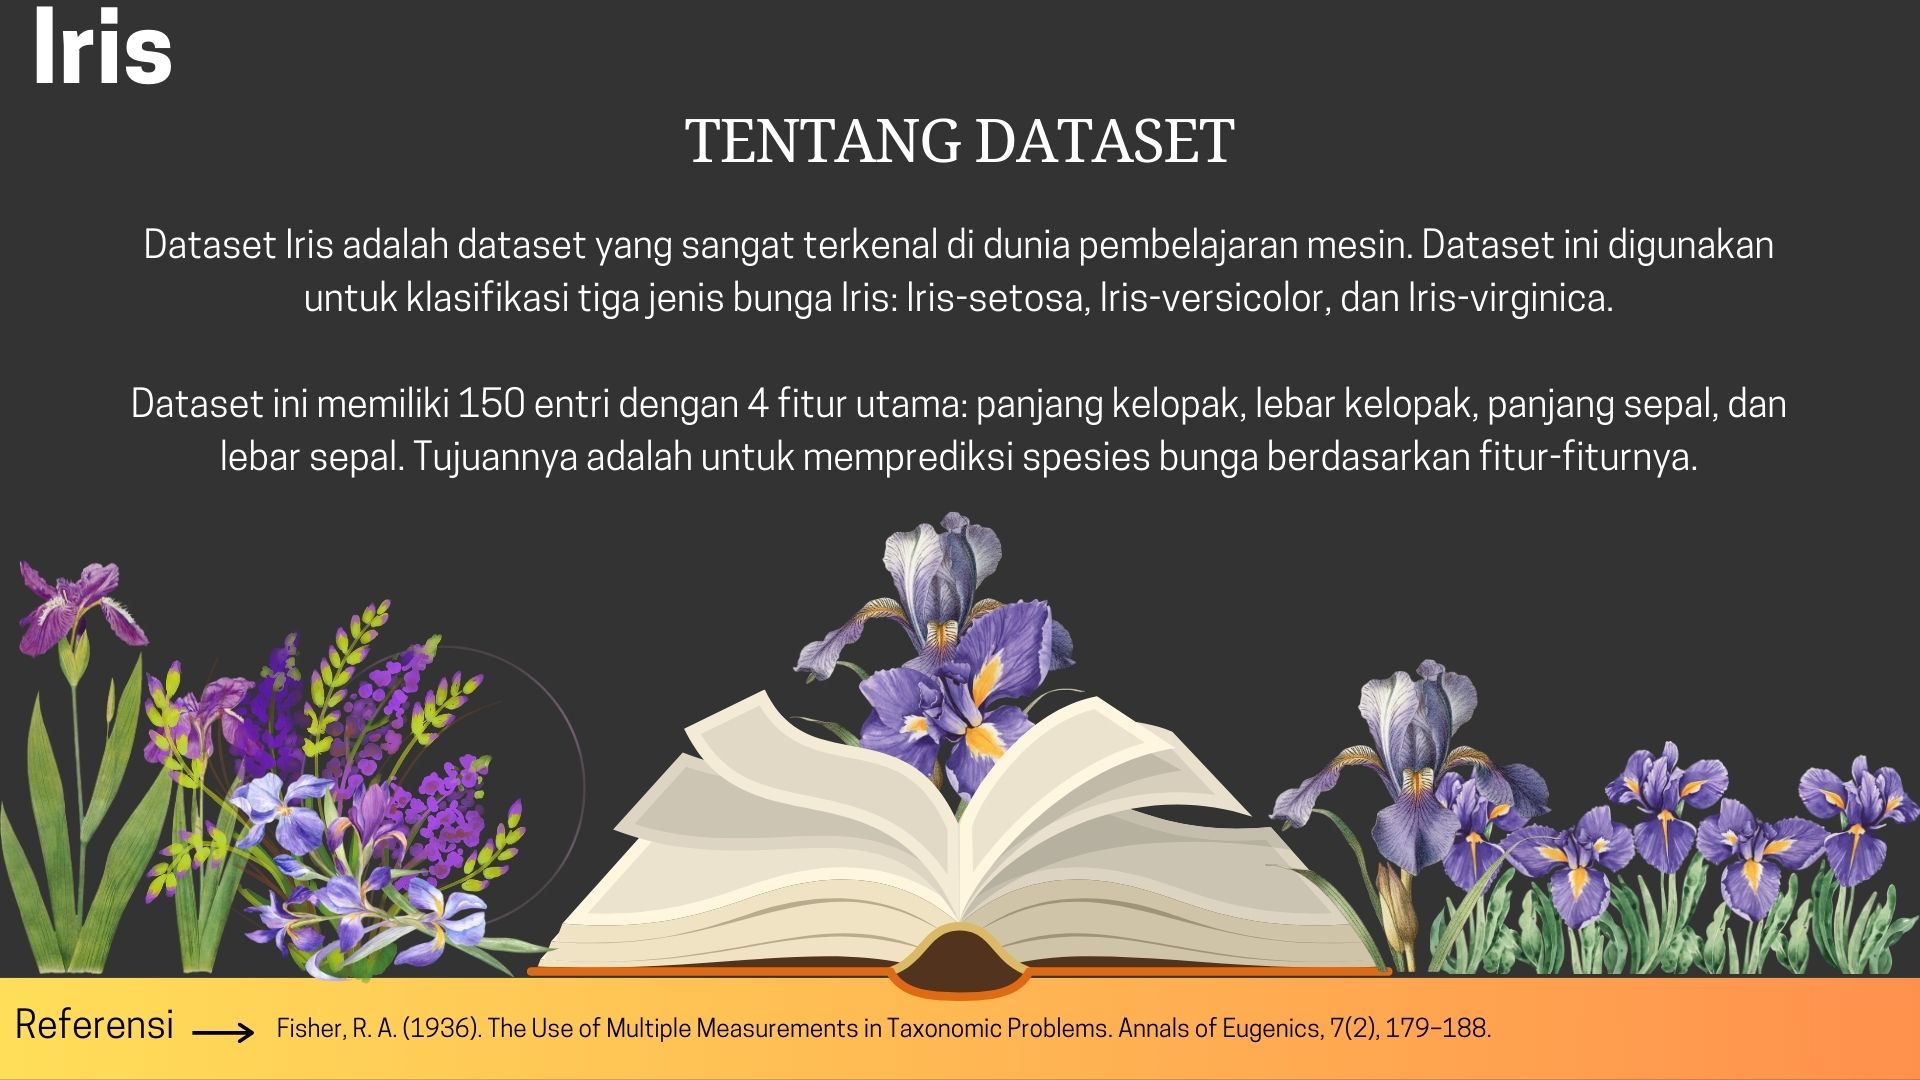 Iris
TENTANG DATASET
Dataset Iris adalah dataset yang sangat terkenal di dunia pembelajaran mesin. Dataset ini digunakan
untuk klasifikasi tiga jenis bunga Iris: Iris-setosa, Iris-versicolor, dan Iris-virginica.
Dataset ini memiliki 150 entri dengan 4 fitur utama: panjang kelopak, lebar kelopak, panjang sepal, dan
lebar sepal. Tujuannya adalah untuk memprediksi spesies bunga berdasarkan fitur-fiturnya.
Referensi
Fisher, R. A. (1936). The Use of Multiple Measurements in Taxonomic Problems. Annals of Eugenics, 7(2), 179–188.